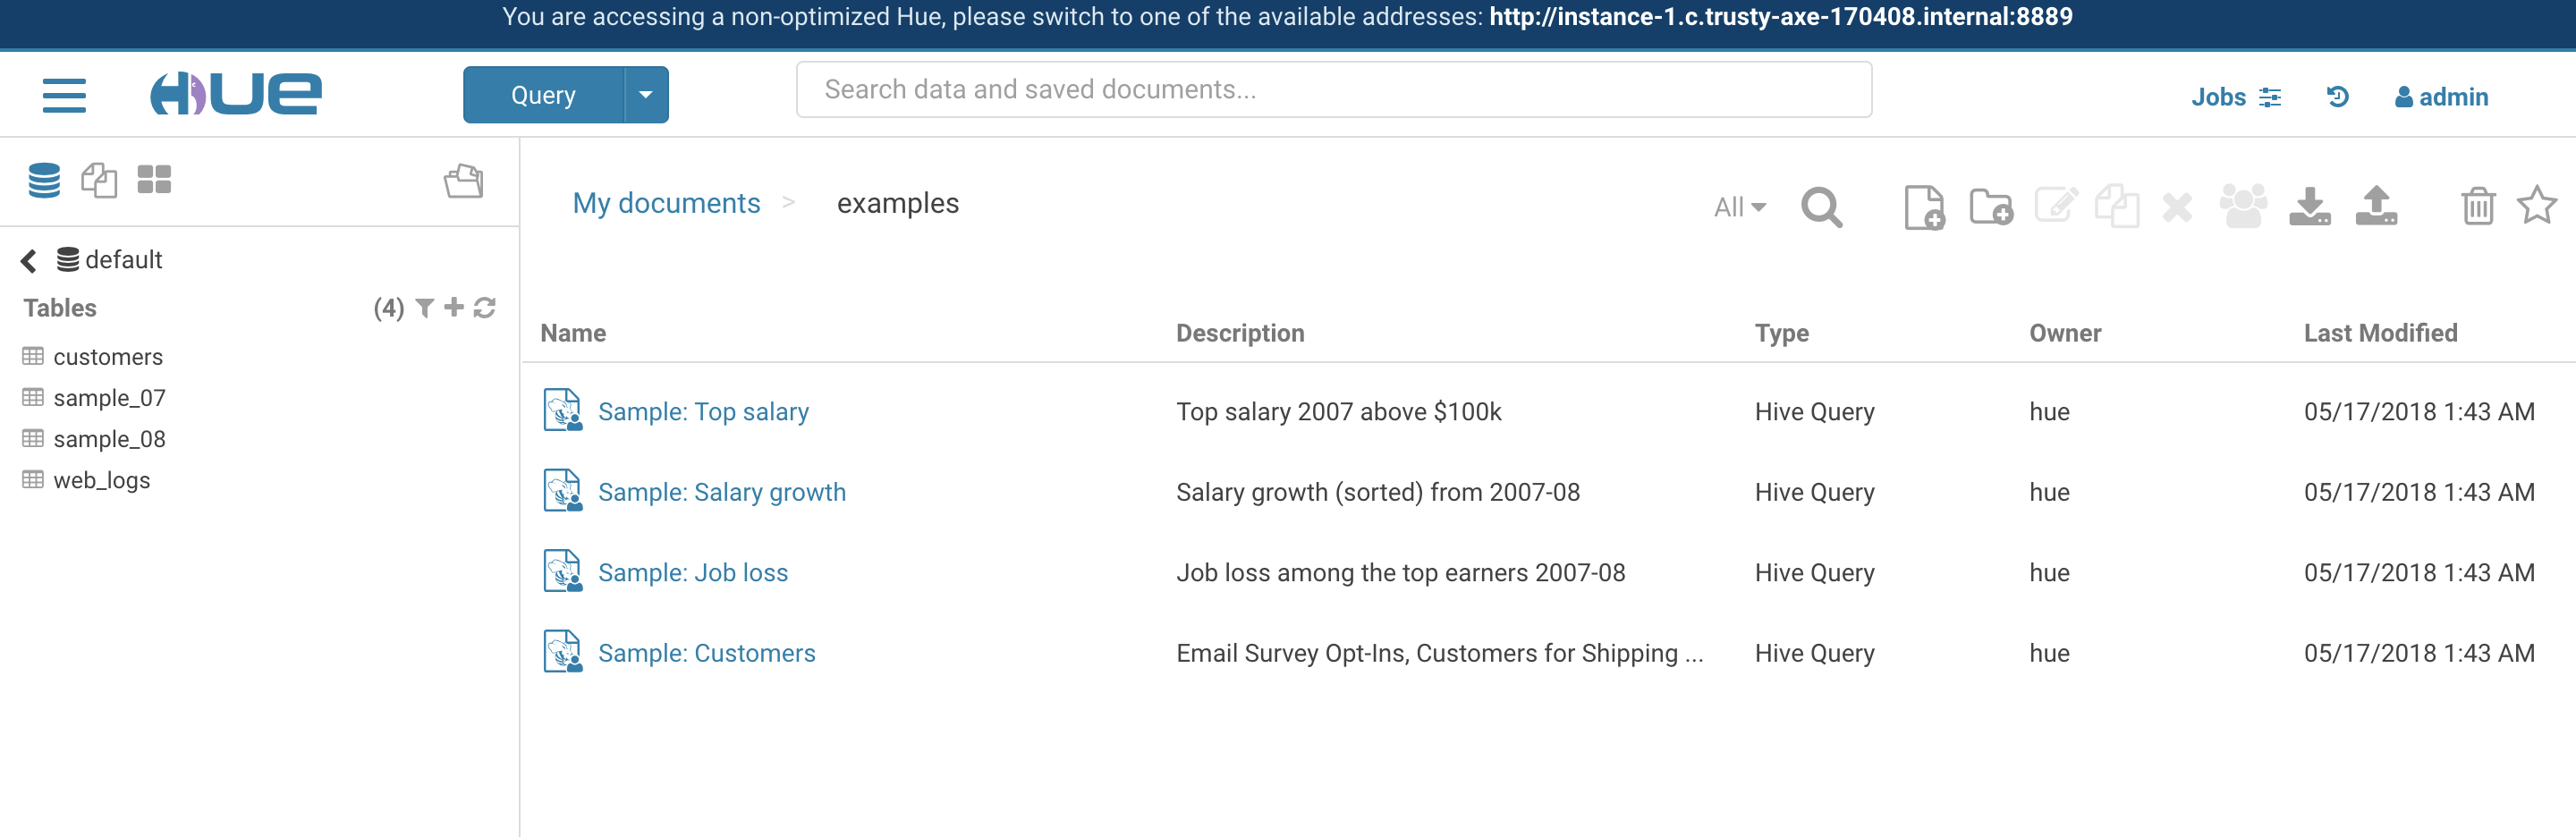 You are accessing a non-optimized Hue, please switch to one of the available addresses: http://instance-1.c.trusty-axe-170408.internal:8889
HUE Query Search data and saved documents... Jobs admin
My documents > examples All
default
Tables (4)
customers
sample_07
sample_08
web_logs
Name Description Type Owner Last Modified
Sample: Top salary Top salary 2007 above $100k Hive Query hue 05/17/2018 1:43 AM
Sample: Salary growth Salary growth (sorted) from 2007-08 Hive Query hue 05/17/2018 1:43 AM
Sample: Job loss Job loss among the top earners 2007-08 Hive Query hue 05/17/2018 1:43 AM
Sample: Customers Email Survey Opt-Ins, Customers for Shipping ... Hive Query hue 05/17/2018 1:43 AM